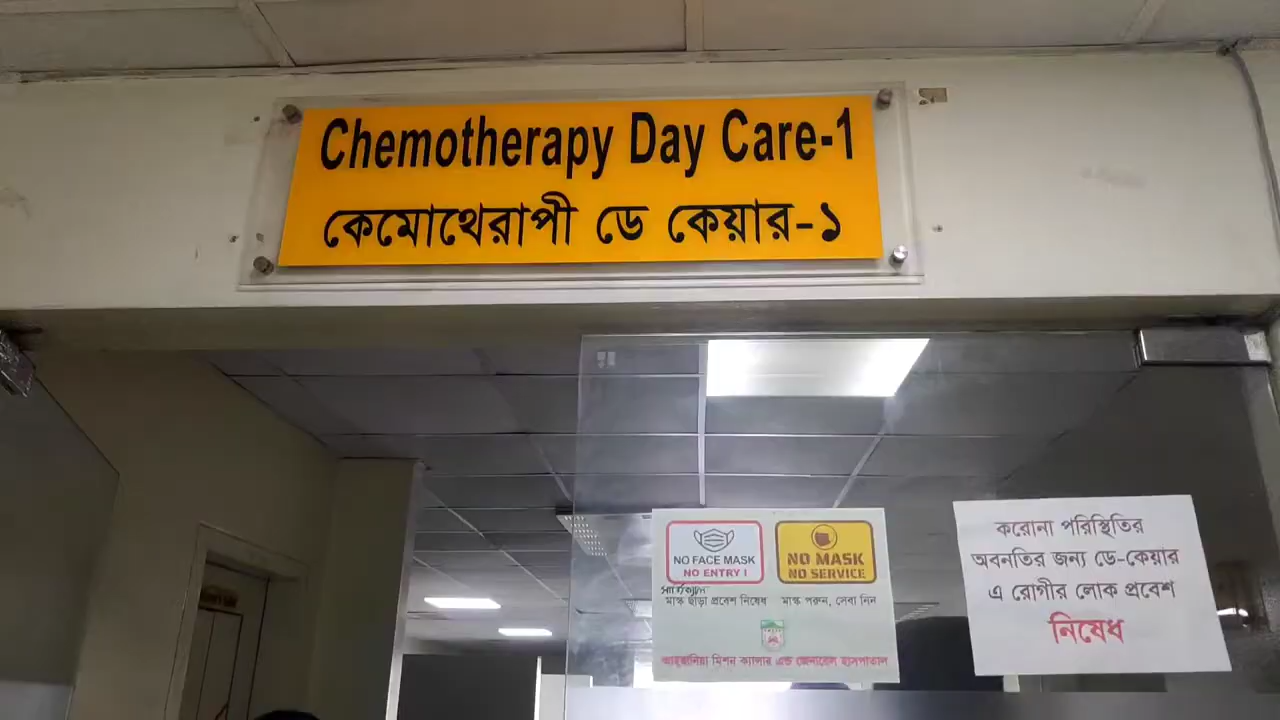 Chemotherapy Day Care-1
কেমোথেরাপী ডে কেয়ার-১
NO FACE MASK
NO ENTRY !
NO MASK
NO SERVICE
মাস্ক ছাড়া প্রবেশ নিষেধ
মাস্ক পরুন, সেবা নিন
আহ্ছানিয়া মিশন ক্যান্সার এন্ড জেনারেল হাসপাতাল
করোনা পরিস্থিতির
অবনতির জন্য ডে-কেয়ার
এ রোগীর লোক প্রবেশ
নিষেধ